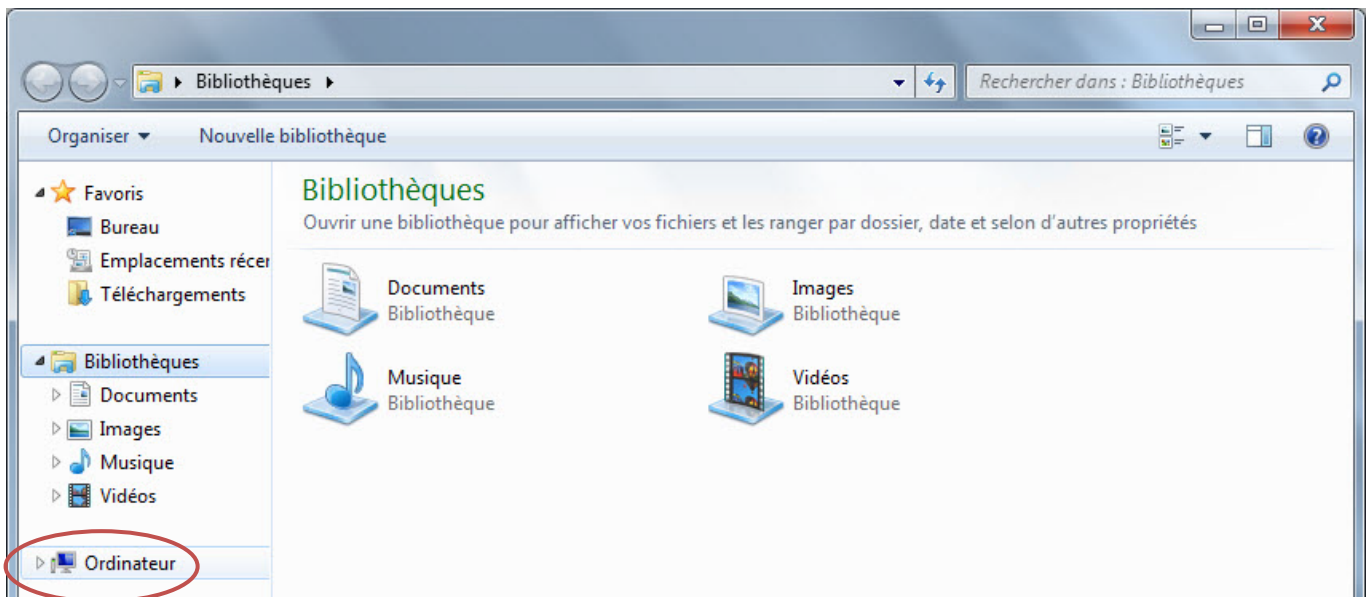 Bibliothèques
Rechercher dans : Bibliothèques
Organiser
Nouvelle bibliothèque
Favoris
Bureau
Emplacements récer
Téléchargements
Bibliothèques
Documents
Images
Musique
Vidéos
Ordinateur
Bibliothèques
Ouvrir une bibliothèque pour afficher vos fichiers et les ranger par dossier, date et selon d'autres propriétés
Documents
Bibliothèque
Images
Bibliothèque
Musique
Bibliothèque
Vidéos
Bibliothèque